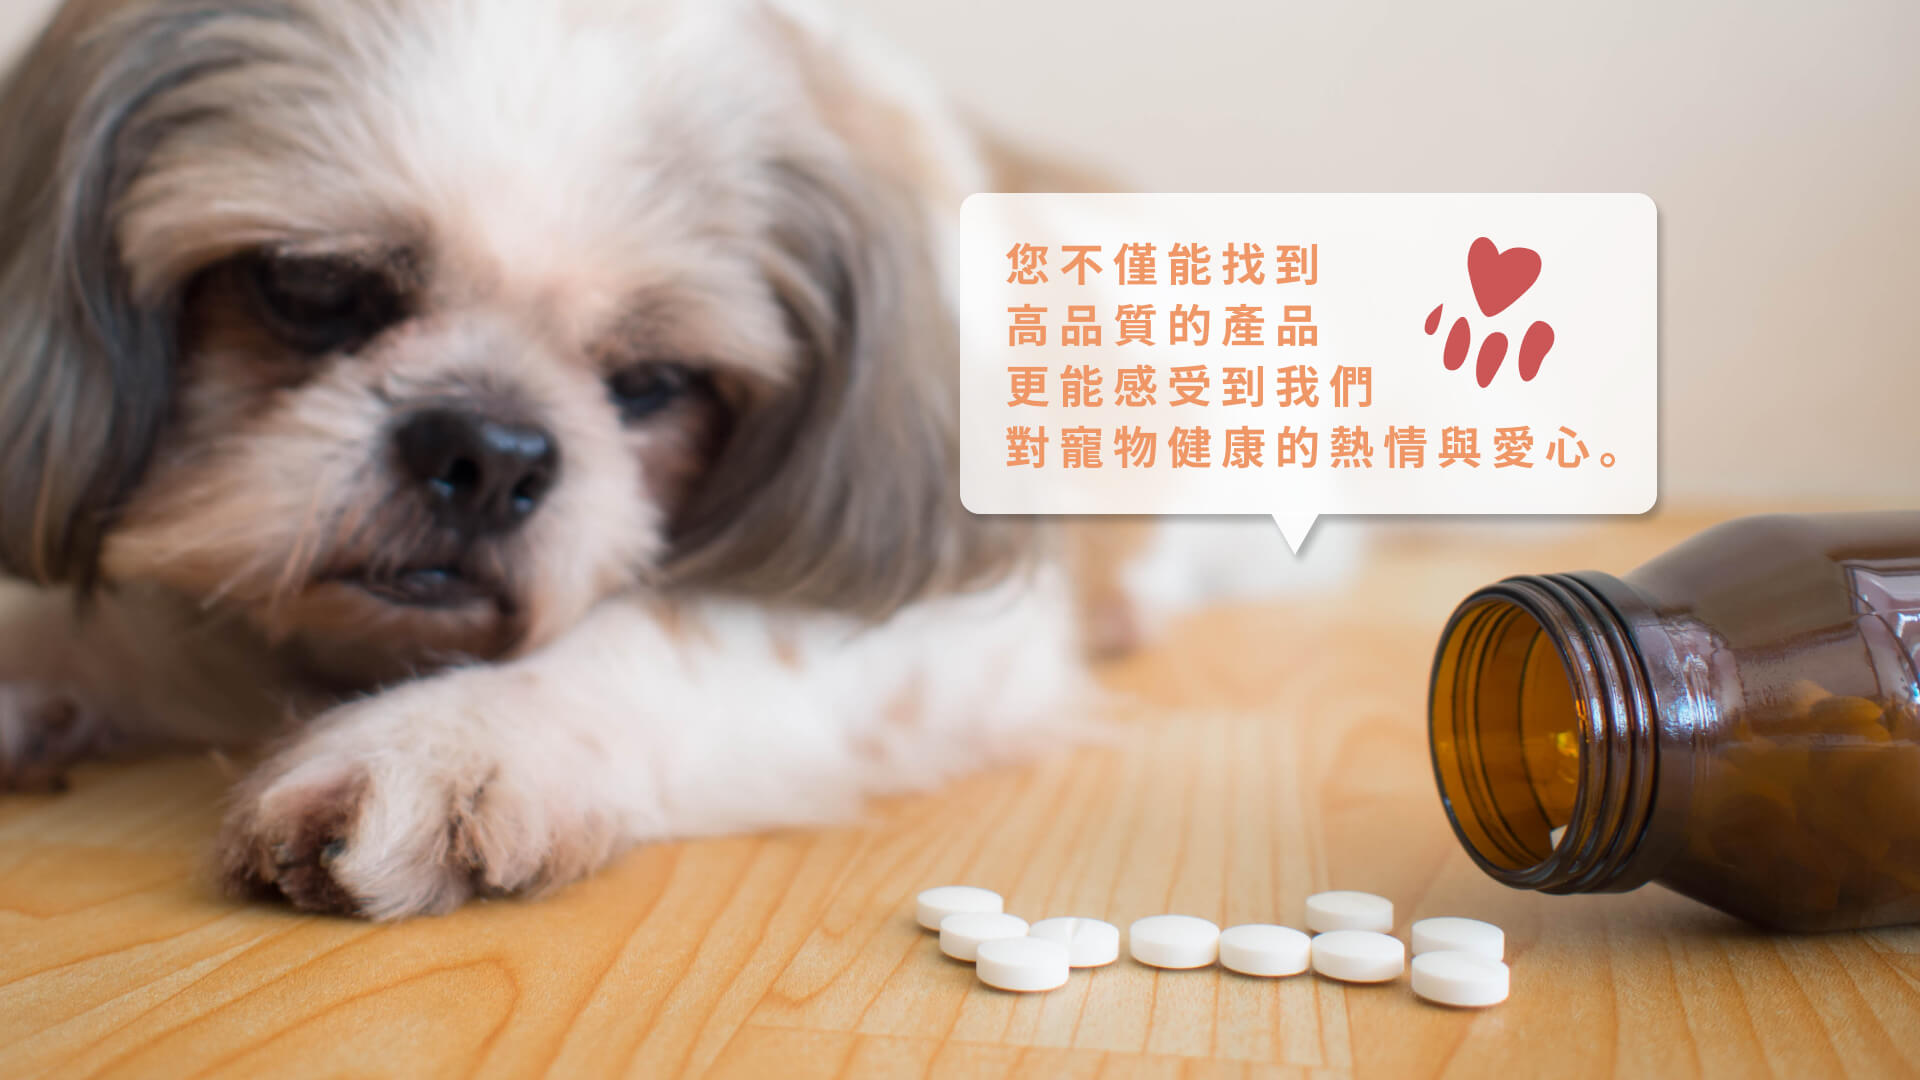 您不僅能找到
高品質的產品
更能感受到我們
對寵物健康的熱情與愛心。